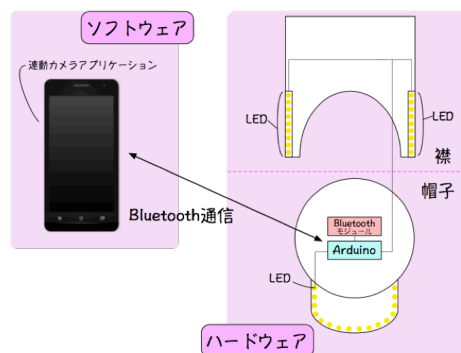 ソフトウェア
連動カメラアプリケーション
LED
LED
襟
帽子
Bluetooth通信
Bluetooth
モジュール
Arduino
LED
ハードウェア